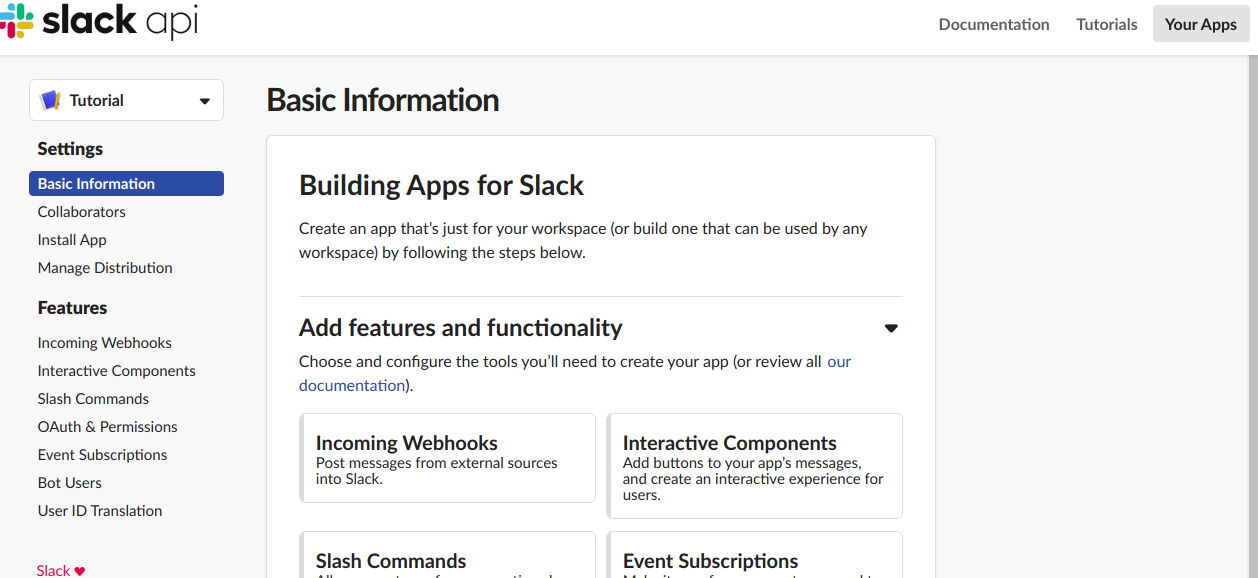 slack api
Documentation
Tutorials
Your Apps
Tutorial
Settings
Basic Information
Collaborators
Install App
Manage Distribution
Features
Incoming Webhooks
Interactive Components
Slash Commands
OAuth & Permissions
Event Subscriptions
Bot Users
User ID Translation
Slack ♥
Basic Information
Building Apps for Slack
Create an app that’s just for your workspace (or build one that can be used by any
workspace) by following the steps below.
Add features and functionality
Choose and configure the tools you’ll need to create your app (or review all our
documentation).
Incoming Webhooks
Post messages from external sources
into Slack.
Interactive Components
Add buttons to your app’s messages,
and create an interactive experience for
users.
Slash Commands
Event Subscriptions